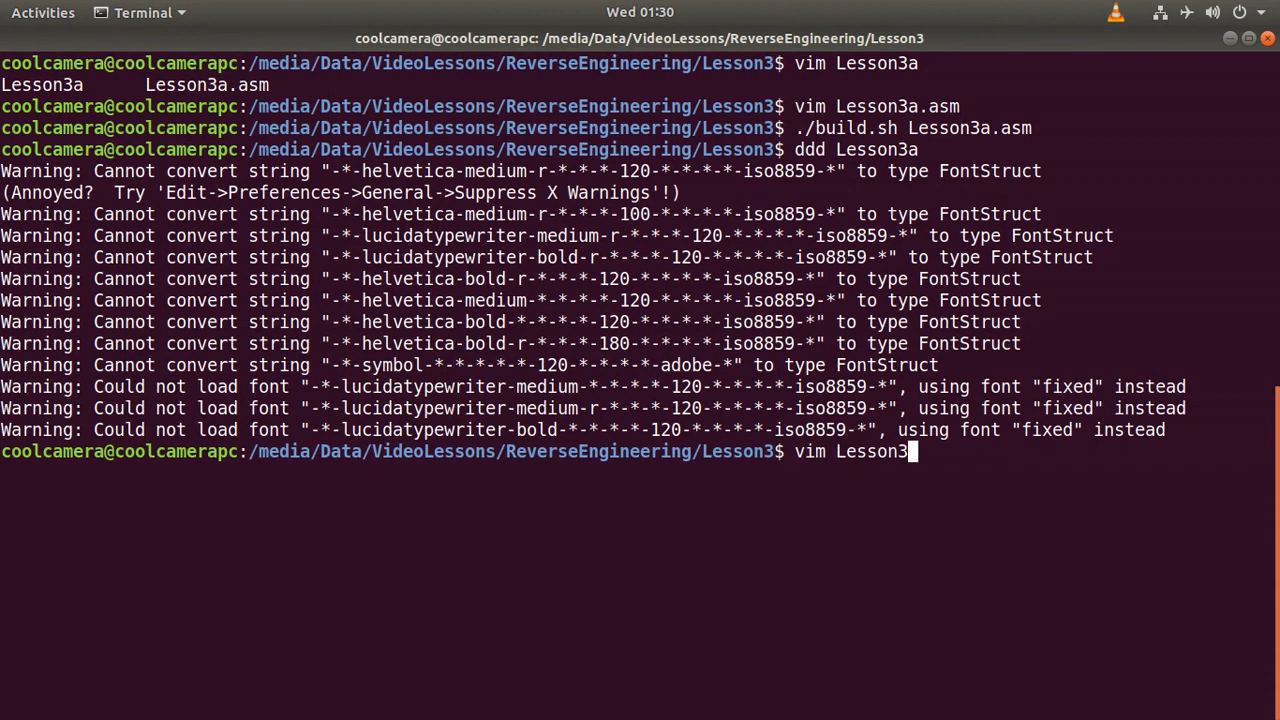 Activities Terminal Wed 01:30
coolcamera@coolcamerapc: /media/Data/VideoLessons/ReverseEngineering/Lesson3
coolcamera@coolcamerapc:/media/Data/VideoLessons/ReverseEngineering/Lesson3$ vim Lesson3a
Lesson3a      Lesson3a.asm
coolcamera@coolcamerapc:/media/Data/VideoLessons/ReverseEngineering/Lesson3$ vim Lesson3a.asm
coolcamera@coolcamerapc:/media/Data/VideoLessons/ReverseEngineering/Lesson3$ ./build.sh Lesson3a.asm
coolcamera@coolcamerapc:/media/Data/VideoLessons/ReverseEngineering/Lesson3$ ddd Lesson3a
Warning: Cannot convert string "-*-helvetica-medium-r-*-*-*-120-*-*-*-*-iso8859-*" to type FontStruct
(Annoyed?  Try 'Edit->Preferences->General->Suppress X Warnings'!)
Warning: Cannot convert string "-*-helvetica-medium-r-*-*-*-100-*-*-*-*-iso8859-*" to type FontStruct
Warning: Cannot convert string "-*-lucidatypewriter-medium-r-*-*-*-120-*-*-*-*-iso8859-*" to type FontStruct
Warning: Cannot convert string "-*-lucidatypewriter-bold-r-*-*-*-120-*-*-*-*-iso8859-*" to type FontStruct
Warning: Cannot convert string "-*-helvetica-bold-r-*-*-*-120-*-*-*-*-iso8859-*" to type FontStruct
Warning: Cannot convert string "-*-helvetica-medium-*-*-*-*-120-*-*-*-*-iso8859-*" to type FontStruct
Warning: Cannot convert string "-*-helvetica-bold-*-*-*-*-120-*-*-*-*-iso8859-*" to type FontStruct
Warning: Cannot convert string "-*-helvetica-bold-r-*-*-*-180-*-*-*-*-iso8859-*" to type FontStruct
Warning: Cannot convert string "-*-symbol-*-*-*-*-*-120-*-*-*-*-adobe-*" to type FontStruct
Warning: Could not load font "-*-lucidatypewriter-medium-*-*-*-*-120-*-*-*-*-iso8859-*", using font "fixed" instead
Warning: Could not load font "-*-lucidatypewriter-medium-r-*-*-*-120-*-*-*-*-iso8859-*", using font "fixed" instead
Warning: Could not load font "-*-lucidatypewriter-bold-*-*-*-*-120-*-*-*-*-iso8859-*", using font "fixed" instead
coolcamera@coolcamerapc:/media/Data/VideoLessons/ReverseEngineering/Lesson3$ vim Lesson3